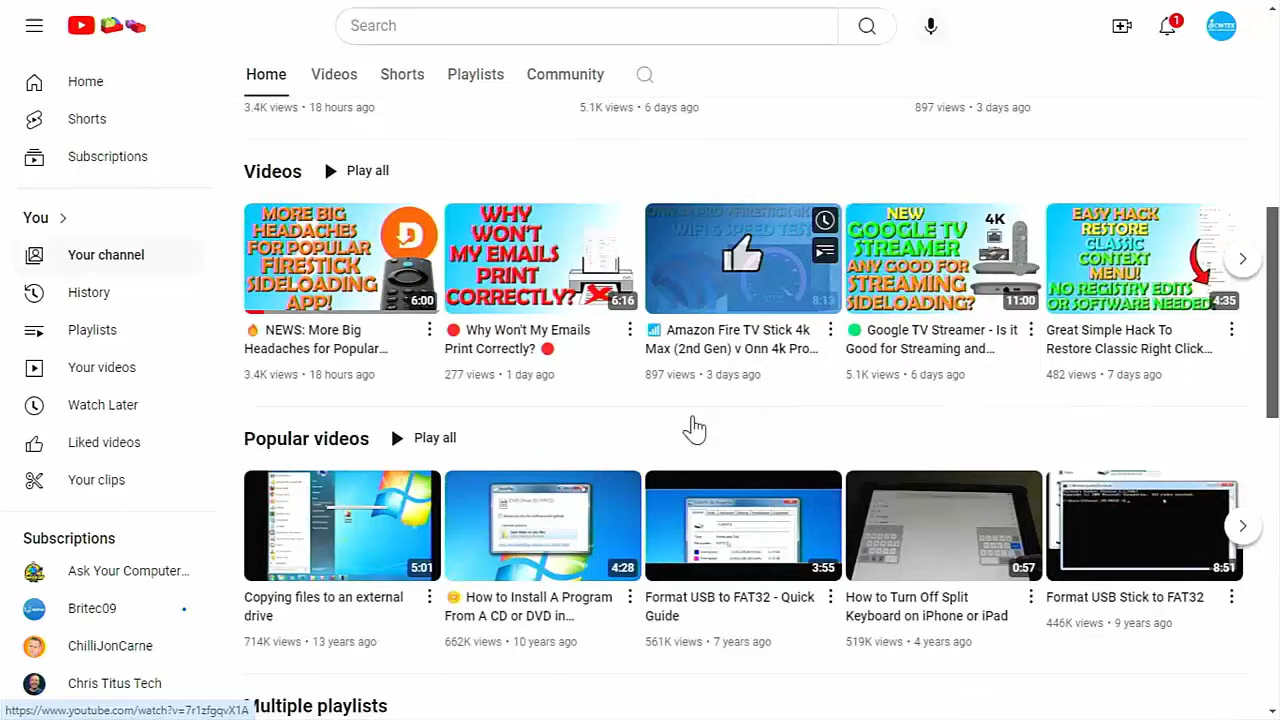 Search
1
Home
Videos
Shorts
Playlists
Community
3.4K views • 18 hours ago
5.1K views • 6 days ago
897 views • 3 days ago
Home
Shorts
Subscriptions
You
Your channel
History
Playlists
Your videos
Watch Later
Liked videos
Your clips
Subscriptions
Ask Your Computer...
Britec09
ChilliJonCarne
Chris Titus Tech
Videos
Play all
MORE BIG
HEADACHES
FOR POPULAR
FIRESTICK
SIDELOADING
APP!
6:00
NEWS: More Big
Headaches for Popular...
3.4K views • 18 hours ago
WHY
WON'T
MY EMAILS
PRINT
CORRECTLY?
6:16
Why Won't My Emails
Print Correctly?
277 views • 1 day ago
WIFI 6 SPEED TEST
8:13
Amazon Fire TV Stick 4k
Max (2nd Gen) v Onn 4k Pro...
897 views • 3 days ago
NEW
GOOGLE TV
STREAMER
ANY GOOD FOR
STREAMING
SIDELOADING?
4K
11:00
Google TV Streamer - Is it
Good for Streaming and...
5.1K views • 6 days ago
EASY HACK
RESTORE
CLASSIC
CONTEXT
MENU!
NO REGISTRY EDITS
OR SOFTWARE NEEDED
4:35
Great Simple Hack To
Restore Classic Right Click...
482 views • 7 days ago
Popular videos
Play all
5:01
Copying files to an external
drive
714K views • 13 years ago
4:28
How to Install A Program
From A CD or DVD in...
662K views • 10 years ago
3:55
Format USB to FAT32 - Quick
Guide
561K views • 7 years ago
0:57
How to Turn Off Split
Keyboard on iPhone or iPad
519K views • 4 years ago
8:51
Format USB Stick to FAT32
446K views • 9 years ago
Multiple playlists
https://www.youtube.com/watch?v=7r1zfgqvX1A